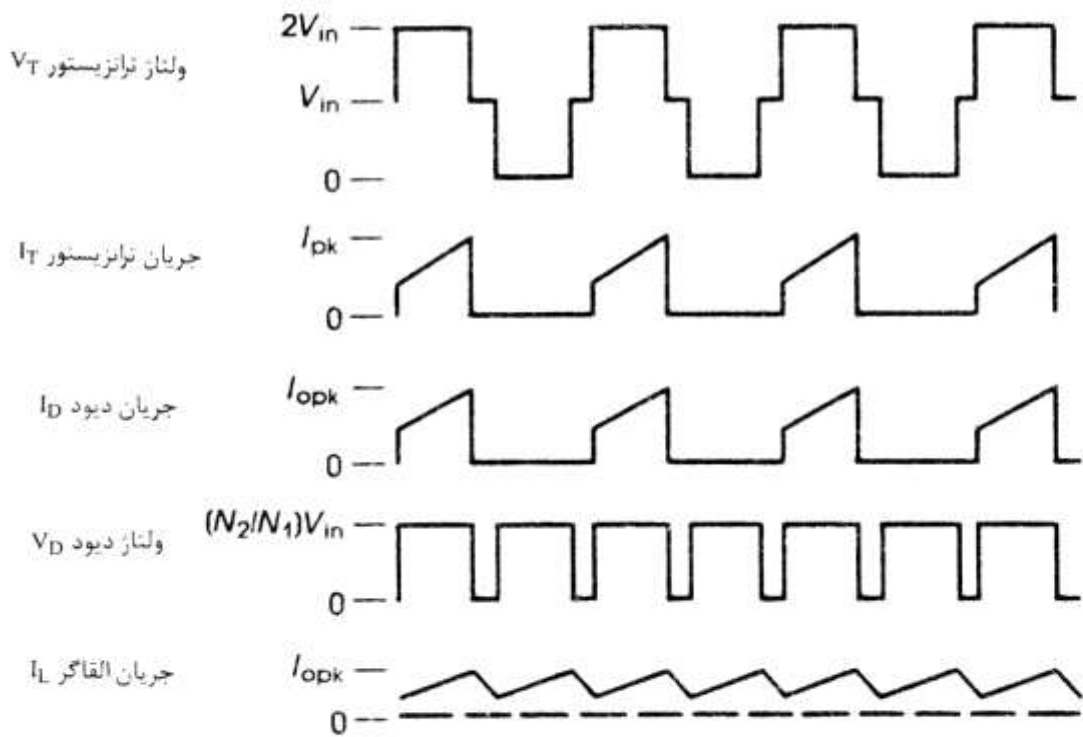 2V_in
ولتاژ ترانزیستور V_T
V_in
0
I_pk
جریان ترانزیستور I_T
0
I_opk
جریان دیود I_D
0
(N_2/N_1)V_in
ولتاژ دیود V_D
0
جریان القاگر I_L
I_opk
0